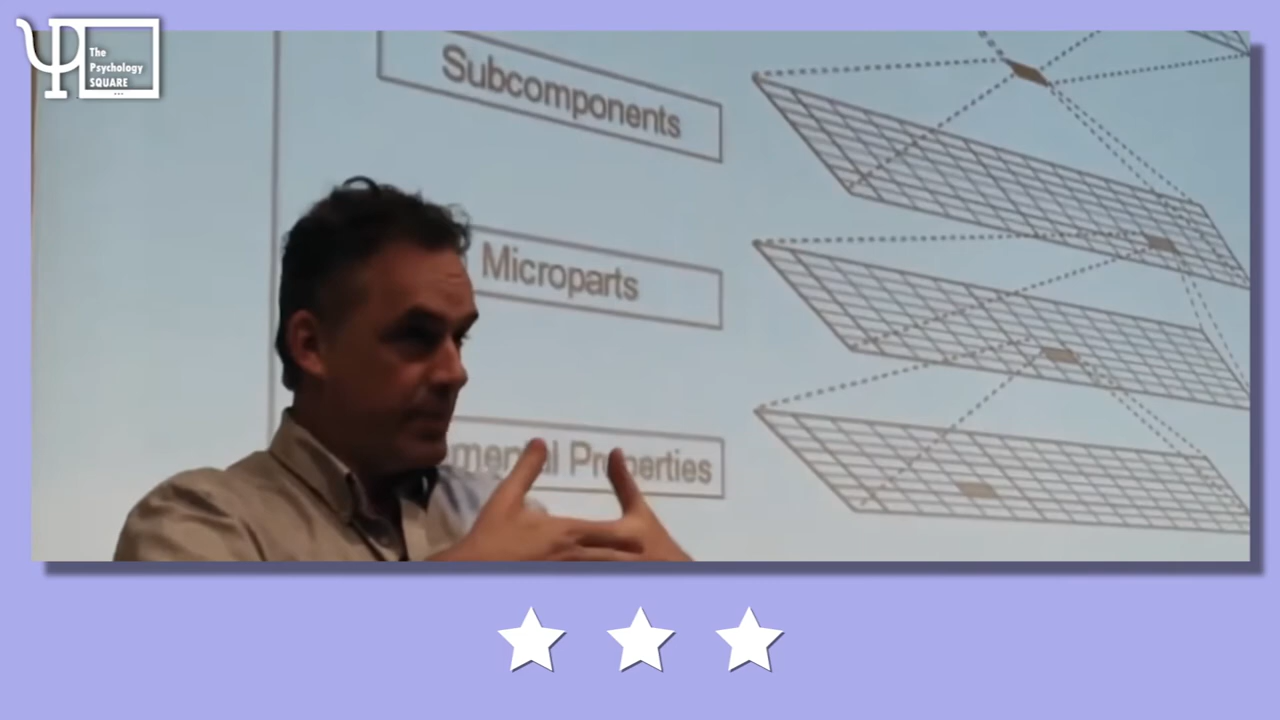 The
Psychology
SQUARE
Subcomponents
Microparts
Properties